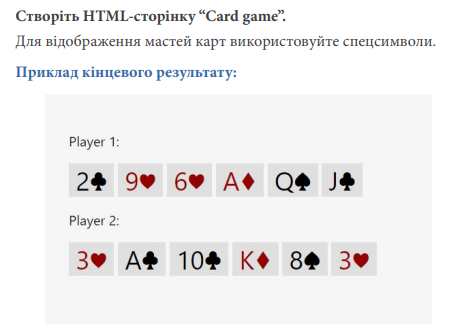 Створіть HTML-сторінку “Card game”.
Для відображення мастей карт використовуйте спецсимволи.
Приклад кінцевого результату:
Player 1:
2♣ 9♥ 6♥ A♦ Q♠ J♣
Player 2:
3♥ A♣ 10♣ K♦ 8♠ 3♥